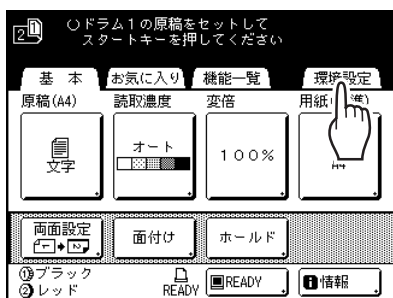 ○ドラム1の原稿をセットして
スタートキーを押してください
基本 お気に入り 機能一覧 環境設定
原稿(A4) 読取濃度 変倍 用紙
文字 オート 100%
両面設定 面付け ホールド
①ブラック
②レッド READY READY 情報